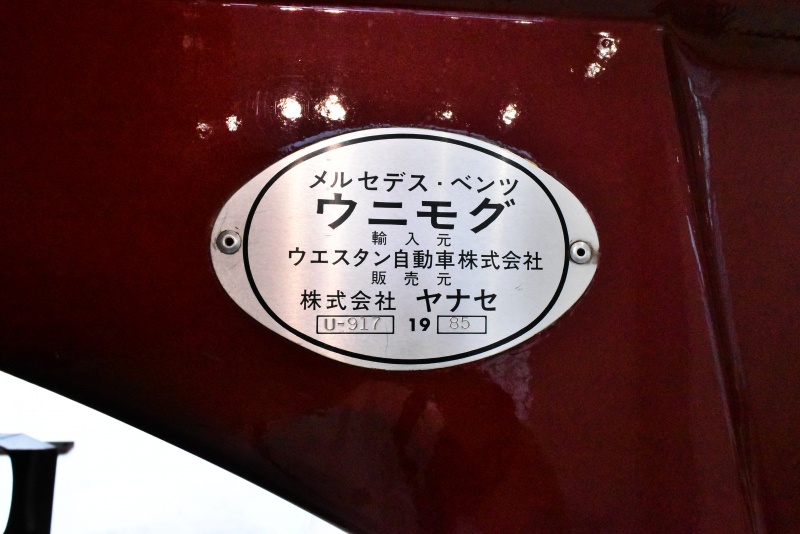 メルセデス・ベンツ
ウニモグ
輸入元
ウエスタン自動車株式会社
販売元
株式会社 ヤナセ
U-917 19 85